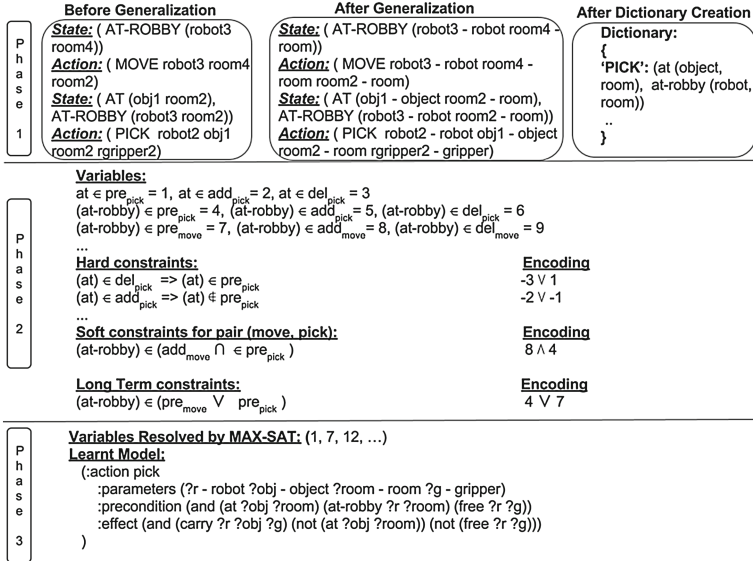 Before Generalization
After Generalization
After Dictionary Creation
Phase 1
State: ( AT-ROBBY (robot3
room4))
Action: ( MOVE robot3 room4
room2)
State: ( AT (obj1 room2),
AT-ROBBY (robot3 room2))
Action: ( PICK robot2 obj1
room2 rgripper2)
State: ( AT-ROBBY (robot3 - robot room4 -
room))
Action: ( MOVE robot3 - robot room4 -
room room2 - room)
State: ( AT (obj1 - object room2 - room),
AT-ROBBY (robot3 - robot room2 - room))
Action: ( PICK robot2 - robot obj1 - object
room2 - room rgripper2 - gripper)
Dictionary:
{
‘PICK’: (at (object,
room), at-robby (robot,
room))
..
}
Phase 2
Variables:
at ∈ pre_pick = 1, at ∈ add_pick = 2, at ∈ del_pick = 3
(at-robby) ∈ pre_pick = 4, (at-robby) ∈ add_pick = 5, (at-robby) ∈ del_pick = 6
(at-robby) ∈ pre_move = 7, (at-robby) ∈ add_move = 8, (at-robby) ∈ del_move = 9
...
Hard constraints: Encoding
(at) ∈ del_pick => (at) ∈ pre_pick -3 V 1
(at) ∈ add_pick => (at) ∉ pre_pick -2 V -1
...
Soft constraints for pair (move, pick): Encoding
(at-robby) ∈ (add_move ∩ ∈ pre_pick ) 8 Λ 4
Long Term constraints: Encoding
(at-robby) ∈ (pre_move V pre_pick ) 4 V 7
Phase 3
Variables Resolved by MAX-SAT: (1, 7, 12, …)
Learnt Model:
(:action pick
:parameters (?r - robot ?obj - object ?room - room ?g - gripper)
:precondition (and (at ?obj ?room) (at-robby ?r ?room) (free ?r ?g))
:effect (and (carry ?r ?obj ?g) (not (at ?obj ?room)) (not (free ?r ?g)))
)